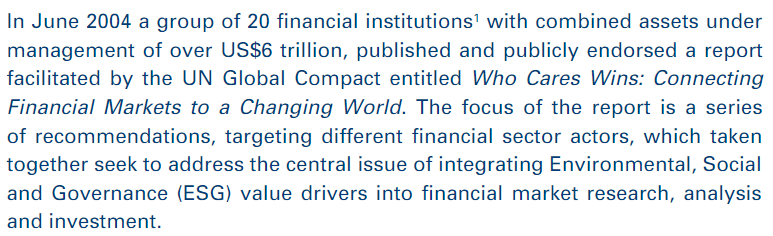 In June 2004 a group of 20 financial institutions¹ with combined assets under
management of over US$6 trillion, published and publicly endorsed a report
facilitated by the UN Global Compact entitled Who Cares Wins: Connecting
Financial Markets to a Changing World. The focus of the report is a series
of recommendations, targeting different financial sector actors, which taken
together seek to address the central issue of integrating Environmental, Social
and Governance (ESG) value drivers into financial market research, analysis
and investment.